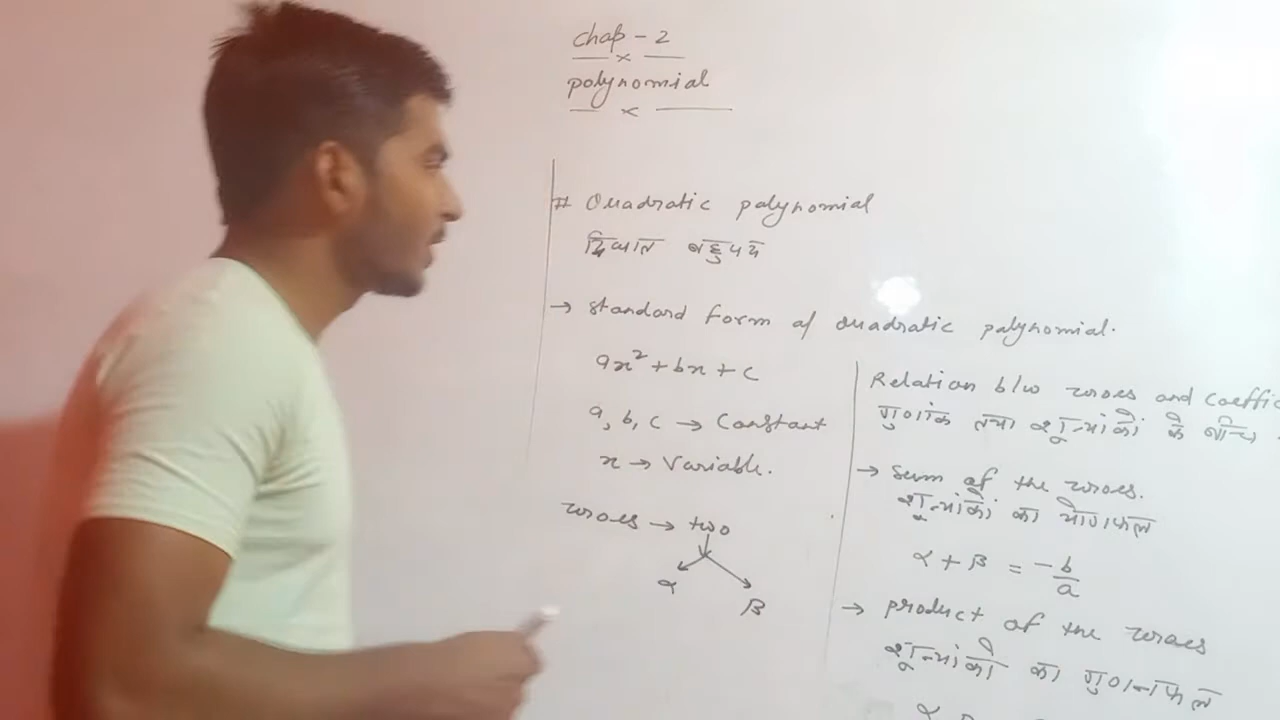 chap - 2
polynomial
# Quadratic polynomial
द्विघात बहुपद
→ standard form of quadratic polynomial.
ax² + bx + c
a, b, c → Constant
x → Variable.
zeroes → two
α
β
Relation b/w zeroes and coeffic
गुणांक तथा शून्यांकों के बीच
→ sum of the zeroes.
शून्यांकों का योगफल
α + β = -b/a
→ product of the zeroes
शून्यांकों का गुणनफल